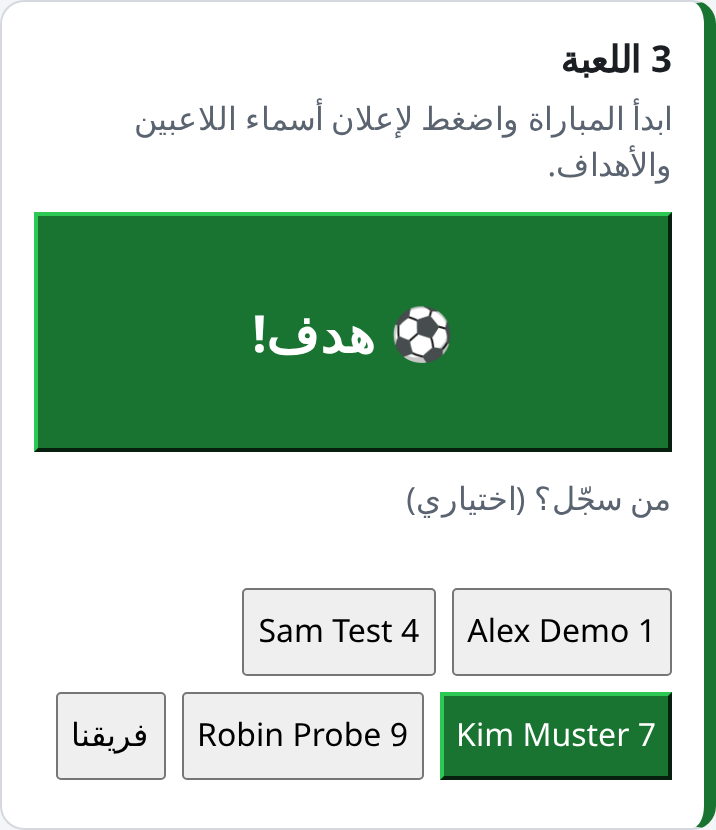 3 اللعبة
ابدأ المباراة واضغط لإعلان أسماء اللاعبين
والأهداف.
⚽ هدف!
من سجّل؟ (اختياري)
Alex Demo 1
Sam Test 4
Kim Muster 7
Robin Probe 9
فريقنا